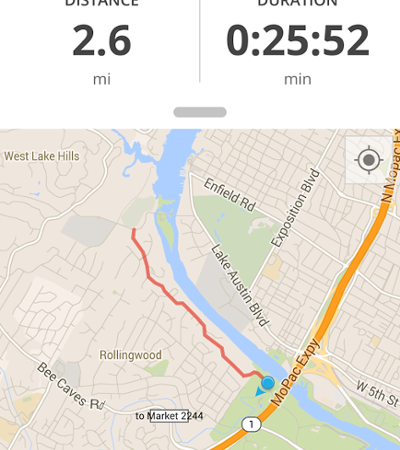 DISTANCE
DURATION
2.6
0:25:52
mi
min
West Lake Hills
Enfield Rd
Exposition Blvd
N Mopac Ex
Lake Austin Blvd
Rollingwood
MoPac Expy
Bee Caves Rd
W 5th St
to Market 2244
1